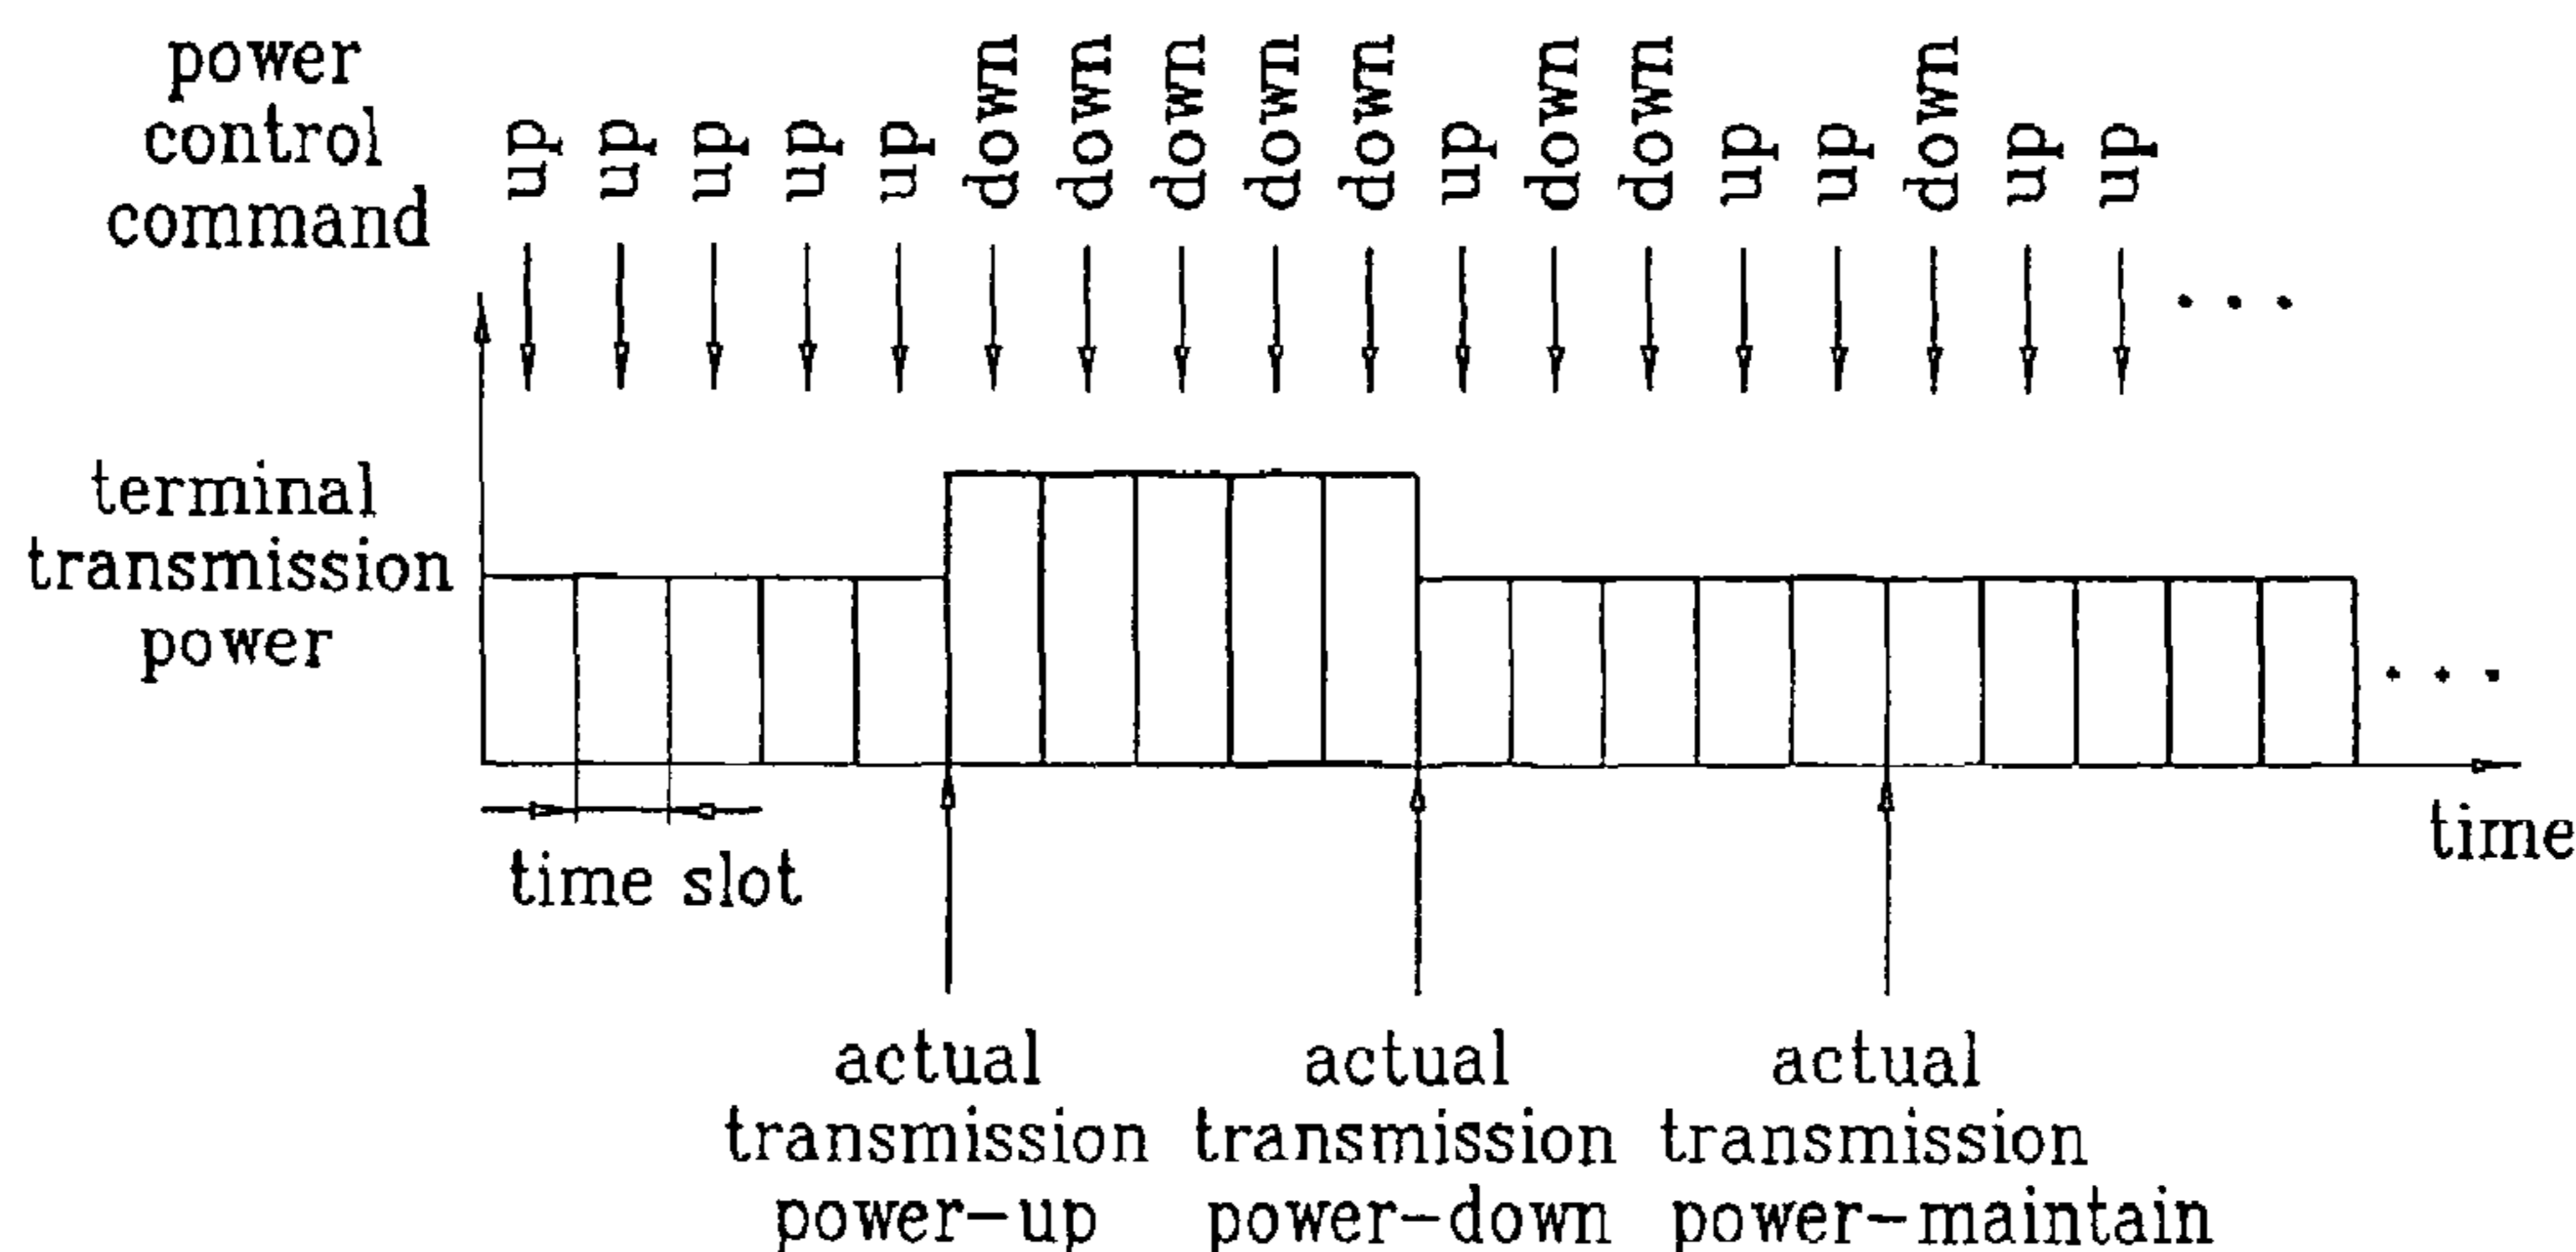 power
control
command
up up up up up down down down down down up down down up up down up up
. . .
terminal
transmission
power
. . .
time
time slot
actual
transmission
power-up
actual
transmission
power-down
actual
transmission
power-maintain